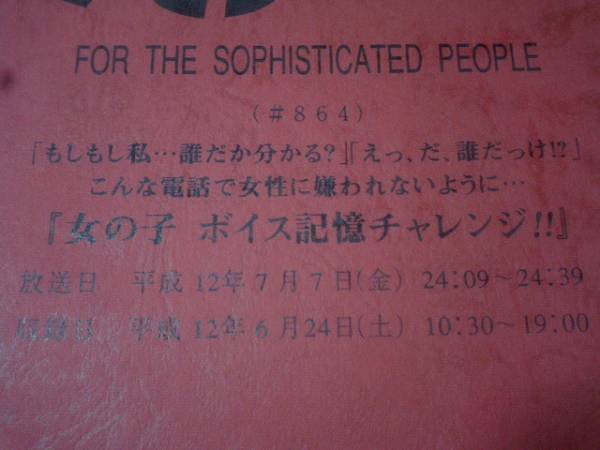 FOR THE SOPHISTICATED PEOPLE
(#864)
「もしもし私…誰だか分かる?」「えっ、だ、誰だっけ!?」
こんな電話で女性に嫌われないように…
『女の子 ボイス記憶チャレンジ!!』
放送日 平成12年7月7日(金) 24:09~24:39
収録日 平成12年6月24日(土) 10:30~19:00